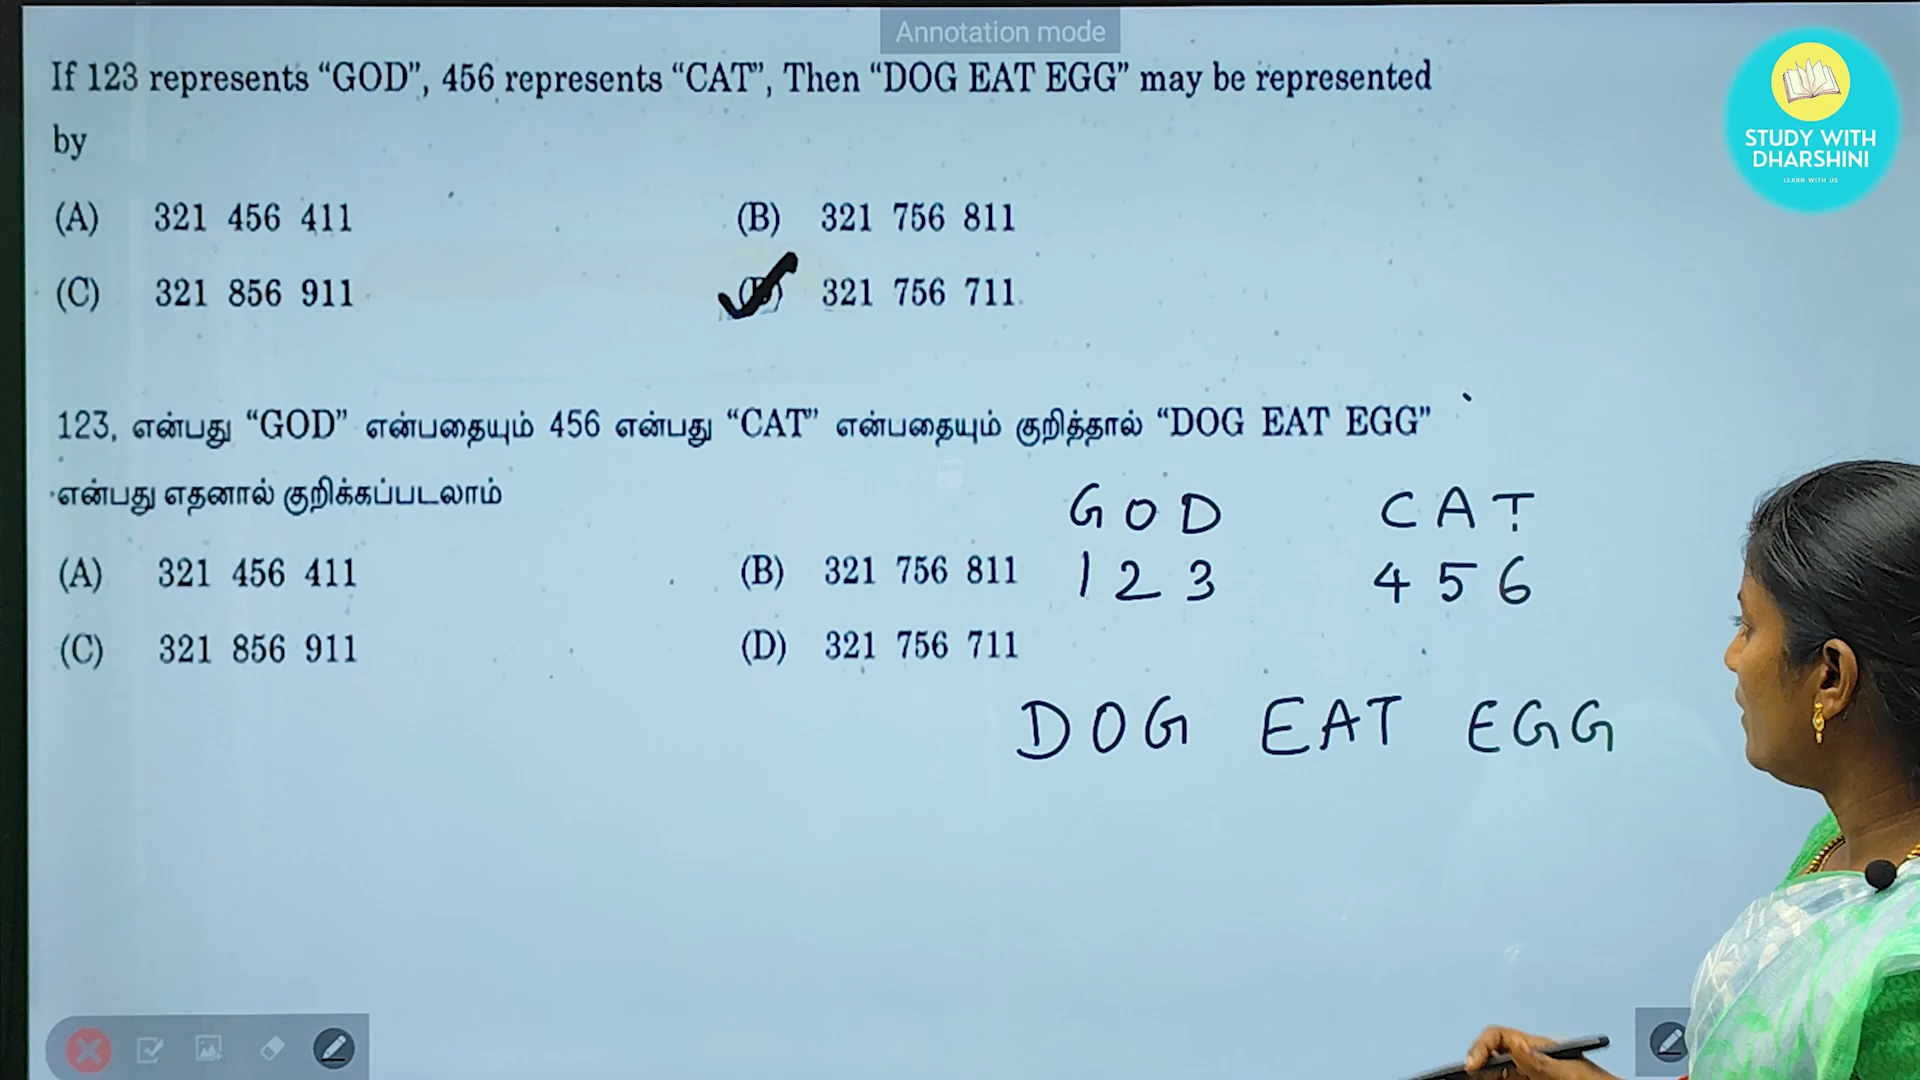 Annotation mode
If 123 represents “GOD”, 456 represents “CAT”, Then “DOG EAT EGG” may be represented
by
(A) 321 456 411 (B) 321 756 811
(C) 321 856 911 321 756 711
STUDY WITH
DHARSHINI
LEARN WITH US
123, என்பது “GOD” என்பதையும் 456 என்பது “CAT” என்பதையும் குறித்தால் “DOG EAT EGG”
என்பது எதனால் குறிக்கப்படலாம்
(A) 321 456 411 (B) 321 756 811
(C) 321 856 911 (D) 321 756 711
GOD CAT
123 456
DOG EAT EGG